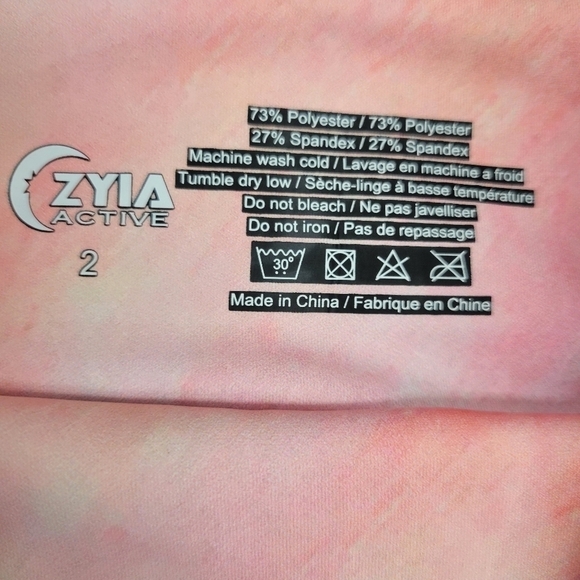 ZYIA
ACTIVE
2
73% Polyester / 73% Polyester
27% Spandex / 27% Spandex
Machine wash cold / Lavage en machine a froid
Tumble dry low / Sèche-linge à basse température
Do not bleach / Ne pas javelliser
Do not iron / Pas de repassage
30°
Made in China / Fabrique en Chine